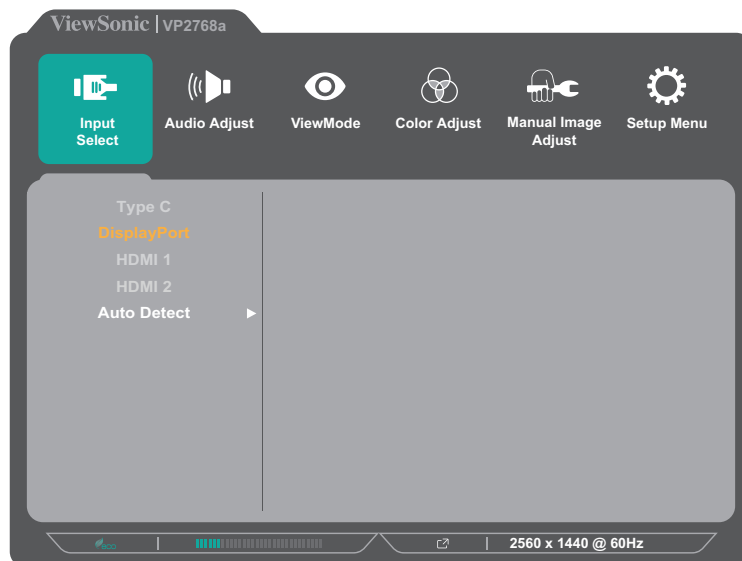 ViewSonic | VP2768a
Input
Select
Audio Adjust
ViewMode
Color Adjust
Manual Image
Adjust
Setup Menu
Type C
DisplayPort
HDMI 1
HDMI 2
Auto Detect
eco
2560 x 1440 @ 60Hz